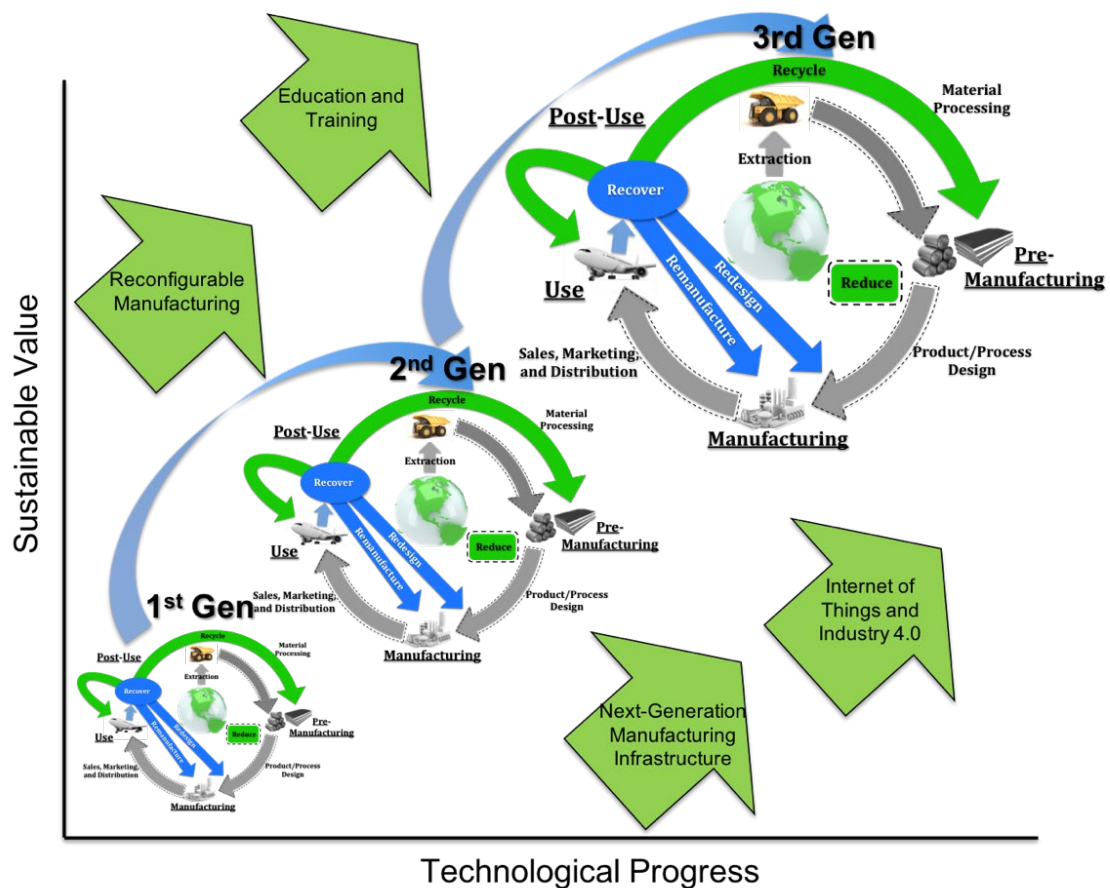 3rd Gen
Recycle
Material
Processing
Post-Use
Extraction
Recover
Use
Remanufacture
Redesign
Reduce
Pre-
Manufacturing
Sales, Marketing,
and Distribution
Product/Process
Design
Manufacturing
Education and
Training
Reconfigurable
Manufacturing
2nd Gen
Recycle
Material
Processing
Post-Use
Extraction
Recover
Use
Remanufacture
Redesign
Reduce
Pre-
Manufacturing
Sales, Marketing,
and Distribution
Product/Process
Design
Manufacturing
Internet of
Things and
Industry 4.0
Next-Generation
Manufacturing
Infrastructure
1st Gen
Recycle
Material
Processing
Post-Use
Extraction
Recover
Use
Remanufacture
Redesign
Reduce
Pre-
Manufacturing
Sales, Marketing,
and Distribution
Product/Process
Design
Manufacturing
Sustainable Value
Technological Progress